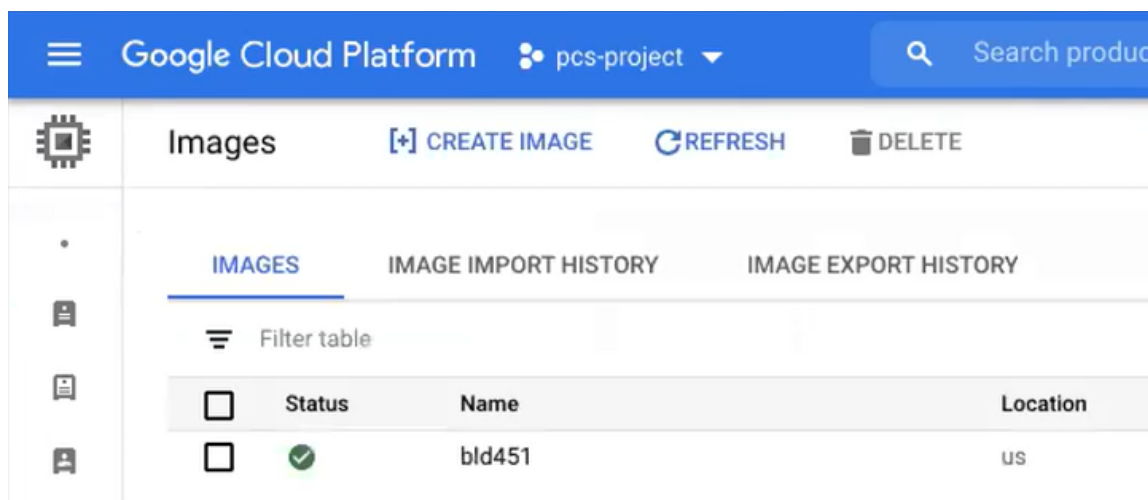 Google Cloud Platform pcs-project Search produc
Images CREATE IMAGE REFRESH DELETE
IMAGES IMAGE IMPORT HISTORY IMAGE EXPORT HISTORY
Filter table
Status Name Location
bld451 us